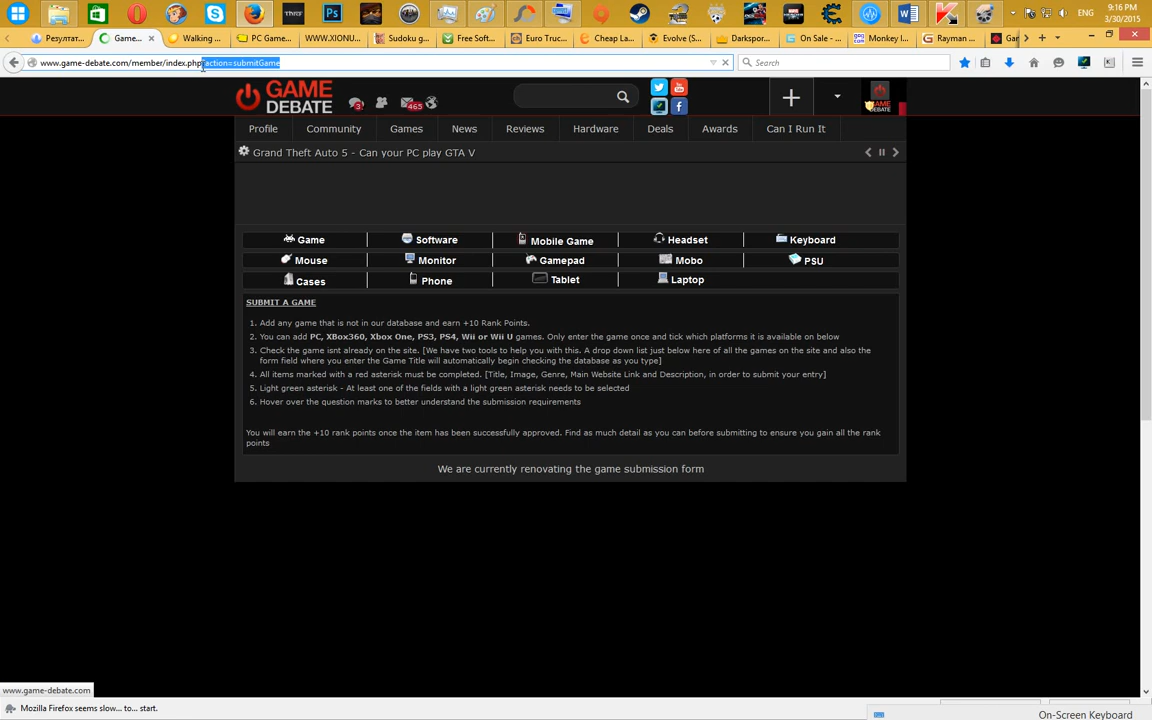 ENG
9:16 PM
3/30/2015
Резултат...
Game...
Walking ...
PC Game...
WWW.XIONU...
Sudoku g...
Free Soft...
Euro Truc...
Cheap La...
Evolve (S...
Darkspor...
On Sale - ...
Monkey I...
Rayman ...
Gar
www.game-debate.com/member/index.php?action=submitGame
Search
GAME
DEBATE
3
465
GAME
DEBATE
Profile
Community
Games
News
Reviews
Hardware
Deals
Awards
Can I Run It
Grand Theft Auto 5 - Can your PC play GTA V
Game
Software
Mobile Game
Headset
Keyboard
Mouse
Monitor
Gamepad
Mobo
PSU
Cases
Phone
Tablet
Laptop
SUBMIT A GAME
1. Add any game that is not in our database and earn +10 Rank Points.
2. You can add PC, XBox360, Xbox One, PS3, PS4, Wii or Wii U games. Only enter the game once and tick which platforms it is available on below
3. Check the game isnt already on the site. [We have two tools to help you with this. A drop down list just below here of all the games on the site and also the
form field where you enter the Game Title will automatically begin checking the database as you type]
4. All items marked with a red asterisk must be completed. [Title, Image, Genre, Main Website Link and Description, in order to submit your entry]
5. Light green asterisk - At least one of the fields with a light green asterisk needs to be selected
6. Hover over the question marks to better understand the submission requirements
You will earn the +10 rank points once the item has been successfully approved. Find as much detail as you can before submitting to ensure you gain all the rank
points
We are currently renovating the game submission form
www.game-debate.com
Mozilla Firefox seems slow... to... start.
On-Screen Keyboard